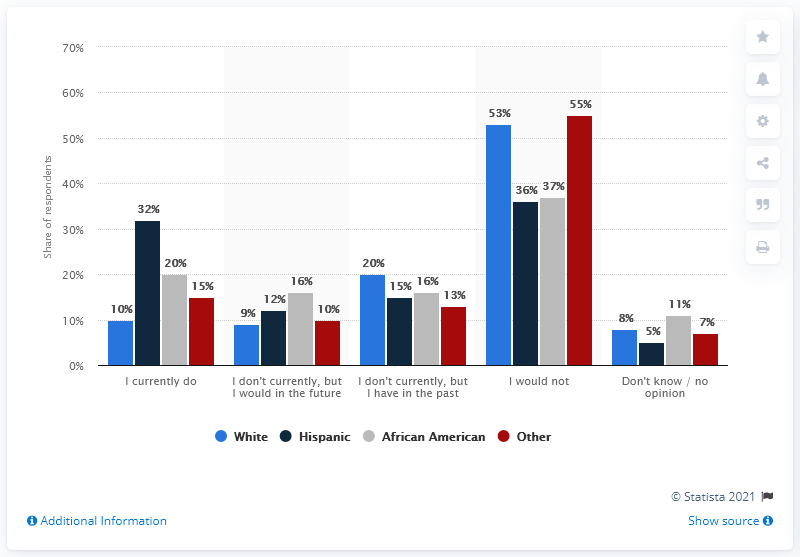 70%
60%
50%
40%
30%
20%
10%
0%
Share of respondents
10%
32%
20%
15%
9%
12%
16%
10%
20%
15%
16%
13%
53%
36%
37%
55%
8%
5%
11%
7%
I currently do
I don't currently, but
I would in the future
I don't currently, but
I have in the past
I would not
Don't know / no
opinion
White
Hispanic
African American
Other
© Statista 2021
Additional Information
Show source